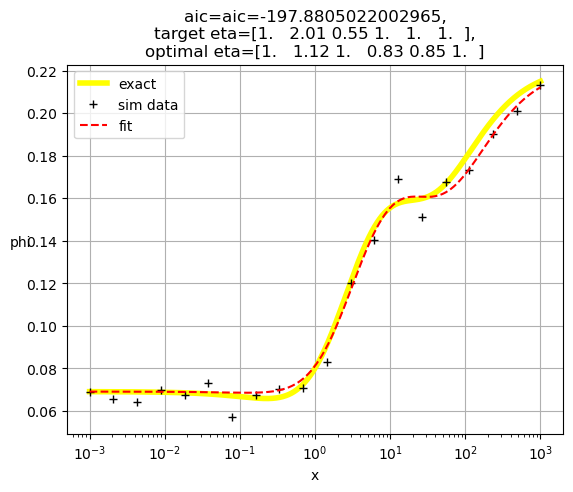 aic=aic=-197.8805022002965,
target eta=[1.   2.01 0.55 1.   1.   1.  ],
optimal eta=[1.   1.12 1.   0.83 0.85 1.  ]
exact
sim data
fit
0.22
0.20
0.18
0.16
0.14
0.12
0.10
0.08
0.06
phi
10⁻³
10⁻²
10⁻¹
10⁰
10¹
10²
10³
x